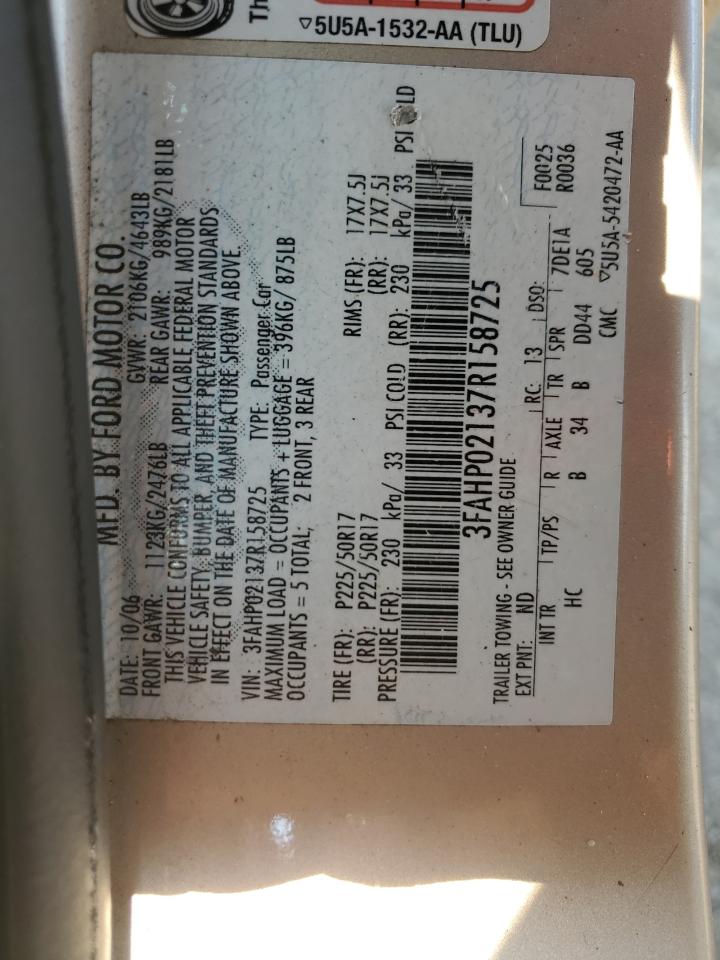 Th
▽5U5A-1532-AA (TLU)
MFD. BY FORD MOTOR CO.
DATE: 10/06 GVWR: 2106KG/4643LB
FRONT GAWR: 1123KG/2476LB REAR GAWR: 989KG/2181LB
THIS VEHICLE CONFORMS TO ALL APPLICABLE FEDERAL MOTOR
VEHICLE SAFETY, BUMPER, AND THEFT PREVENTION STANDARDS
IN EFFECT ON THE DATE OF MANUFACTURE SHOWN ABOVE.
VIN: 3FAHP02137R158725 TYPE: Passenger Car
MAXIMUM LOAD = OCCUPANTS + LUGGAGE = 396KG/ 875LB
OCCUPANTS = 5 TOTAL; 2 FRONT, 3 REAR
TIRE (FR): P225/50R17 RIMS (FR): 17X7.5J
(RR): P225/50R17 (RR): 17X7.5J
PRESSURE (FR): 230 kPa/ 33 PSI COLD (RR): 230 kPa/ 33 PSI LD
3FAHP02137R158725
TRAILER TOWING - SEE OWNER GUIDE
EXT PNT: ND RC: 13 DSO: F0025
INT TR TP/PS R AXLE TR SPR 7DE1A R0036
HC B 34 B DD44 605
CMC ▽5U5A-5420472-AA